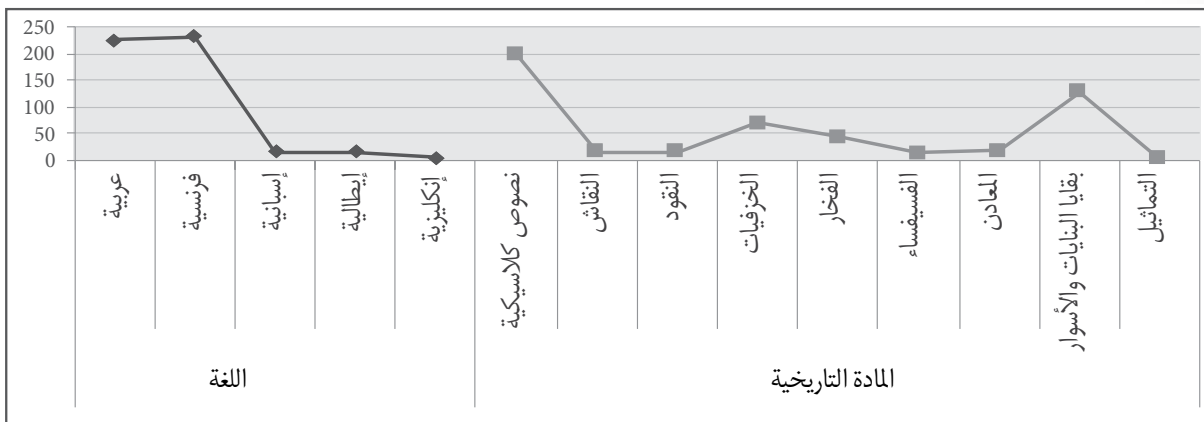 250
200
150
100
50
0
عربية
فرنسية
إسبانية
إيطالية
إنكليزية
نصوص كلاسيكية
النقاش
النقود
الخزفيات
الفخار
الفسيفساء
المعادن
بقايا البنايات والأسوار
التماثيل
اللغة
المادة التاريخية